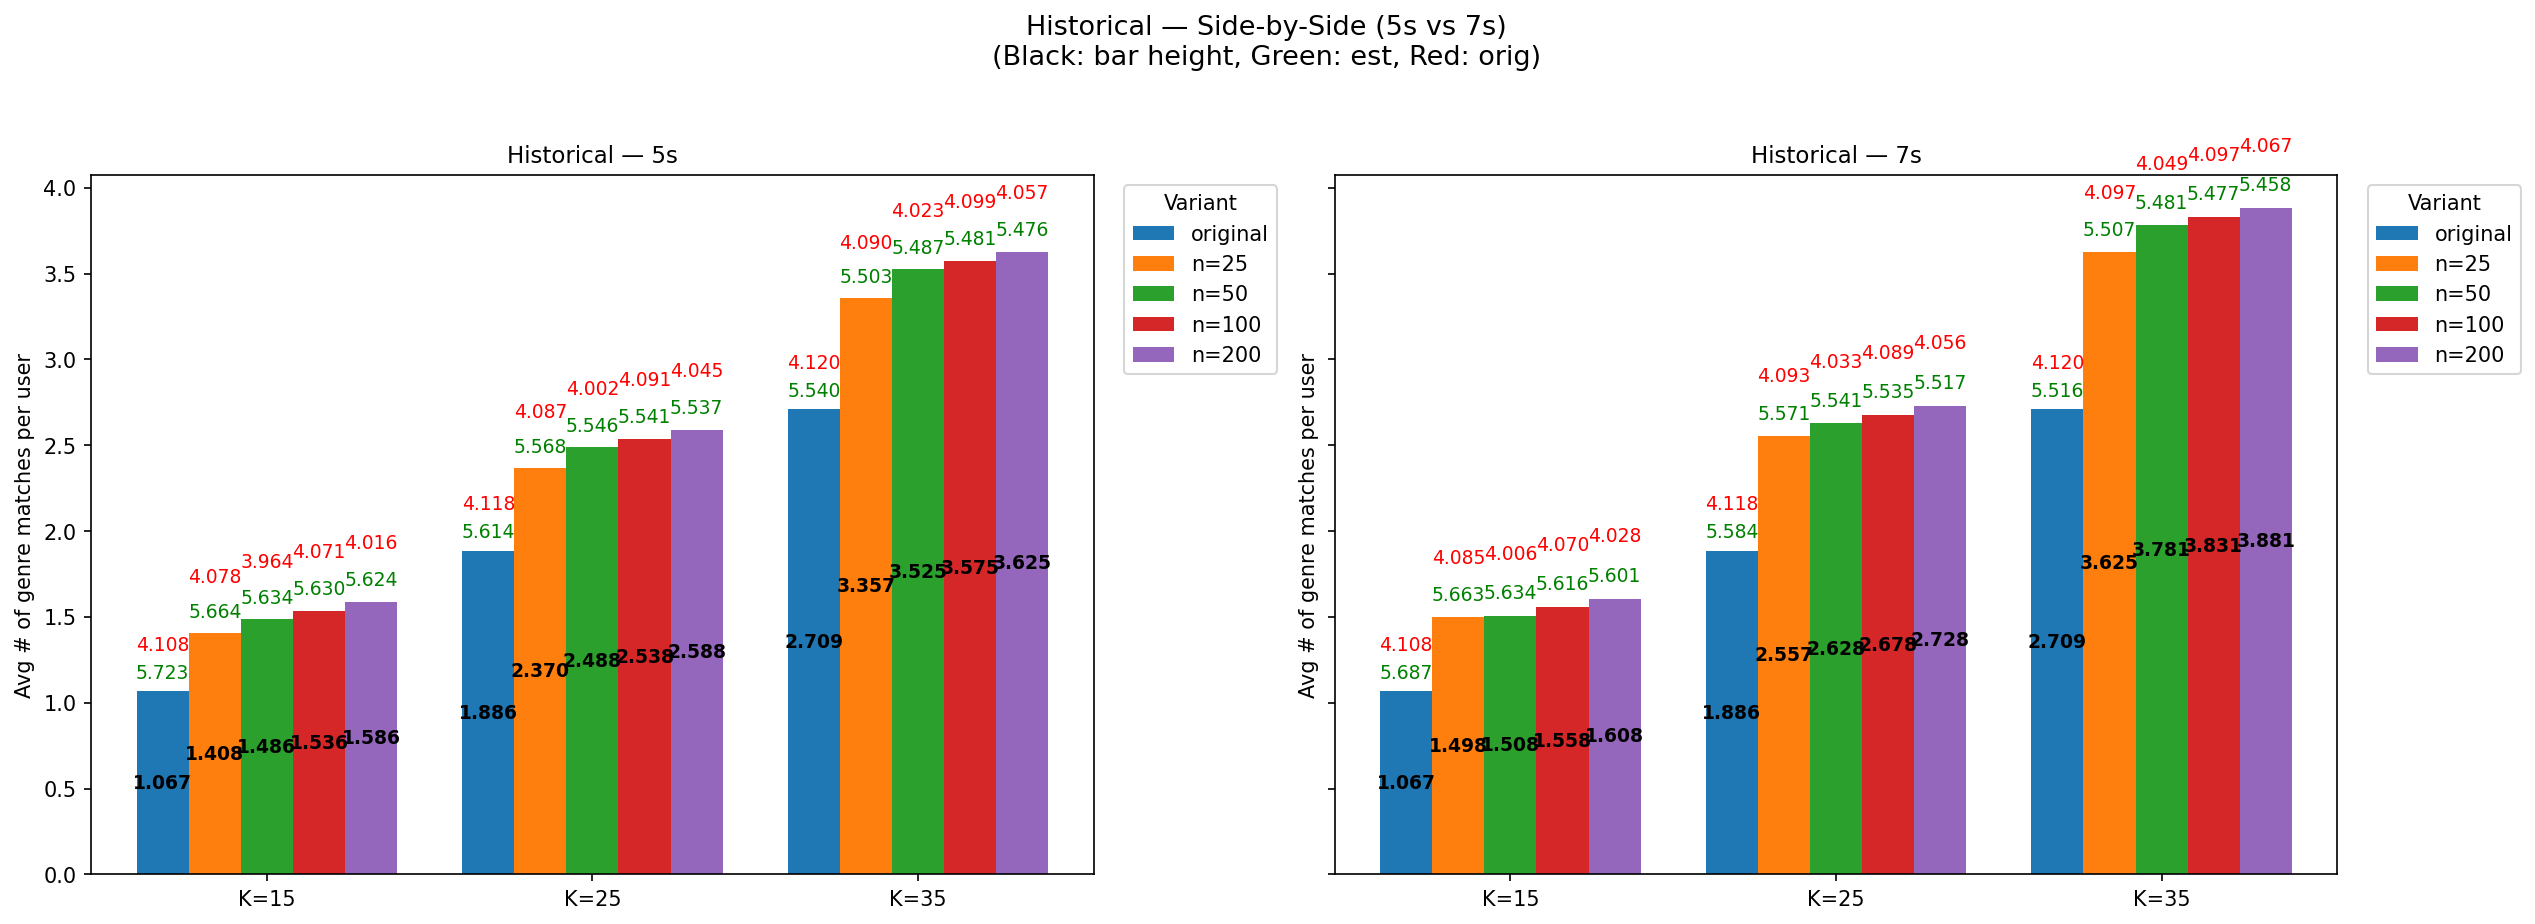 Historical — Side-by-Side (5s vs 7s)
(Black: bar height, Green: est, Red: orig)
Historical — 5s
Avg # of genre matches per user
4.0
3.5
3.0
2.5
2.0
1.5
1.0
0.5
0.0
4.108 4.078 3.964 4.071 4.016
5.723 5.664 5.634 5.630 5.624
1.067 1.408 1.486 1.536 1.586
4.118 4.087 4.002 4.091 4.045
5.614 5.568 5.546 5.541 5.537
1.886 2.370 2.488 2.538 2.588
4.120 4.090 4.023 4.099 4.057
5.540 5.503 5.487 5.481 5.476
2.709 3.357 3.525 3.575 3.625
K=15 K=25 K=35
Variant
original
n=25
n=50
n=100
n=200
Historical — 7s
Avg # of genre matches per user
4.108 4.085 4.006 4.070 4.028
5.687 5.663 5.634 5.616 5.601
1.067 1.498 1.508 1.558 1.608
4.118 4.093 4.033 4.089 4.056
5.584 5.571 5.541 5.535 5.517
1.886 2.557 2.628 2.678 2.728
4.120 4.097 4.049 4.097 4.067
5.516 5.507 5.481 5.477 5.458
2.709 3.625 3.781 3.831 3.881
K=15 K=25 K=35
Variant
original
n=25
n=50
n=100
n=200